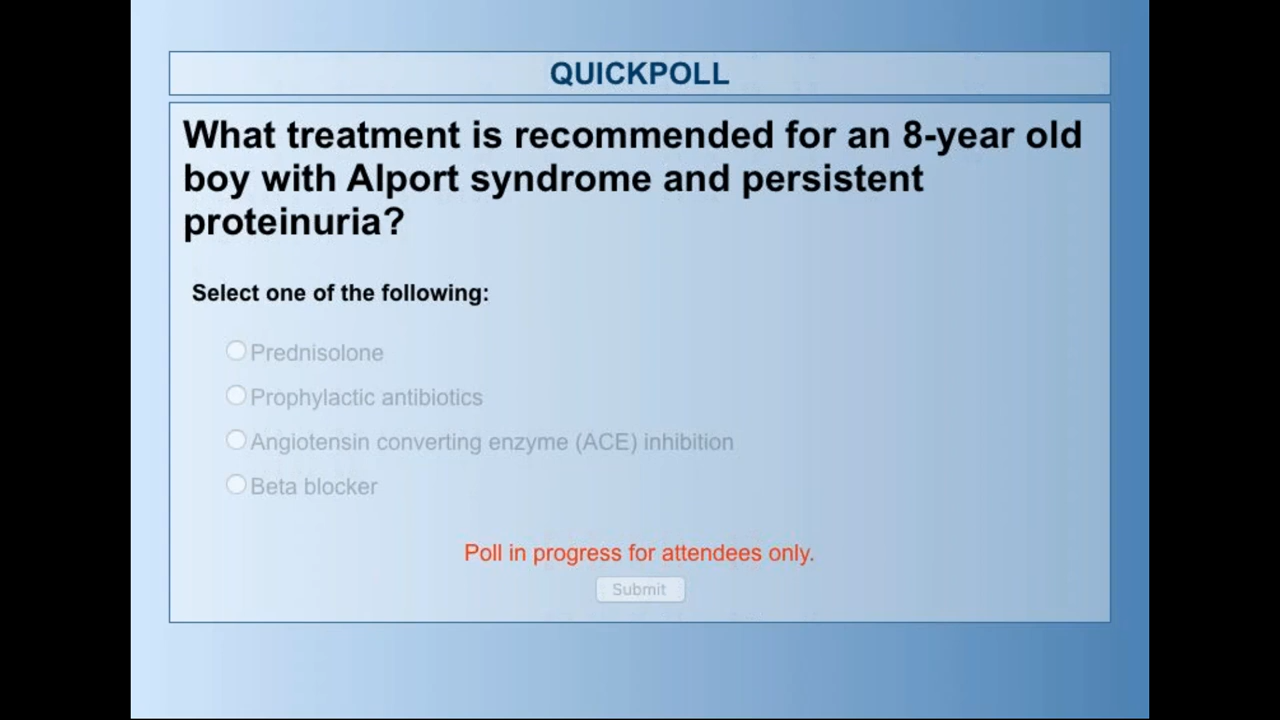 QUICKPOLL
What treatment is recommended for an 8-year old
boy with Alport syndrome and persistent
proteinuria?
Select one of the following:
Prednisolone
Prophylactic antibiotics
Angiotensin converting enzyme (ACE) inhibition
Beta blocker
Poll in progress for attendees only.
Submit